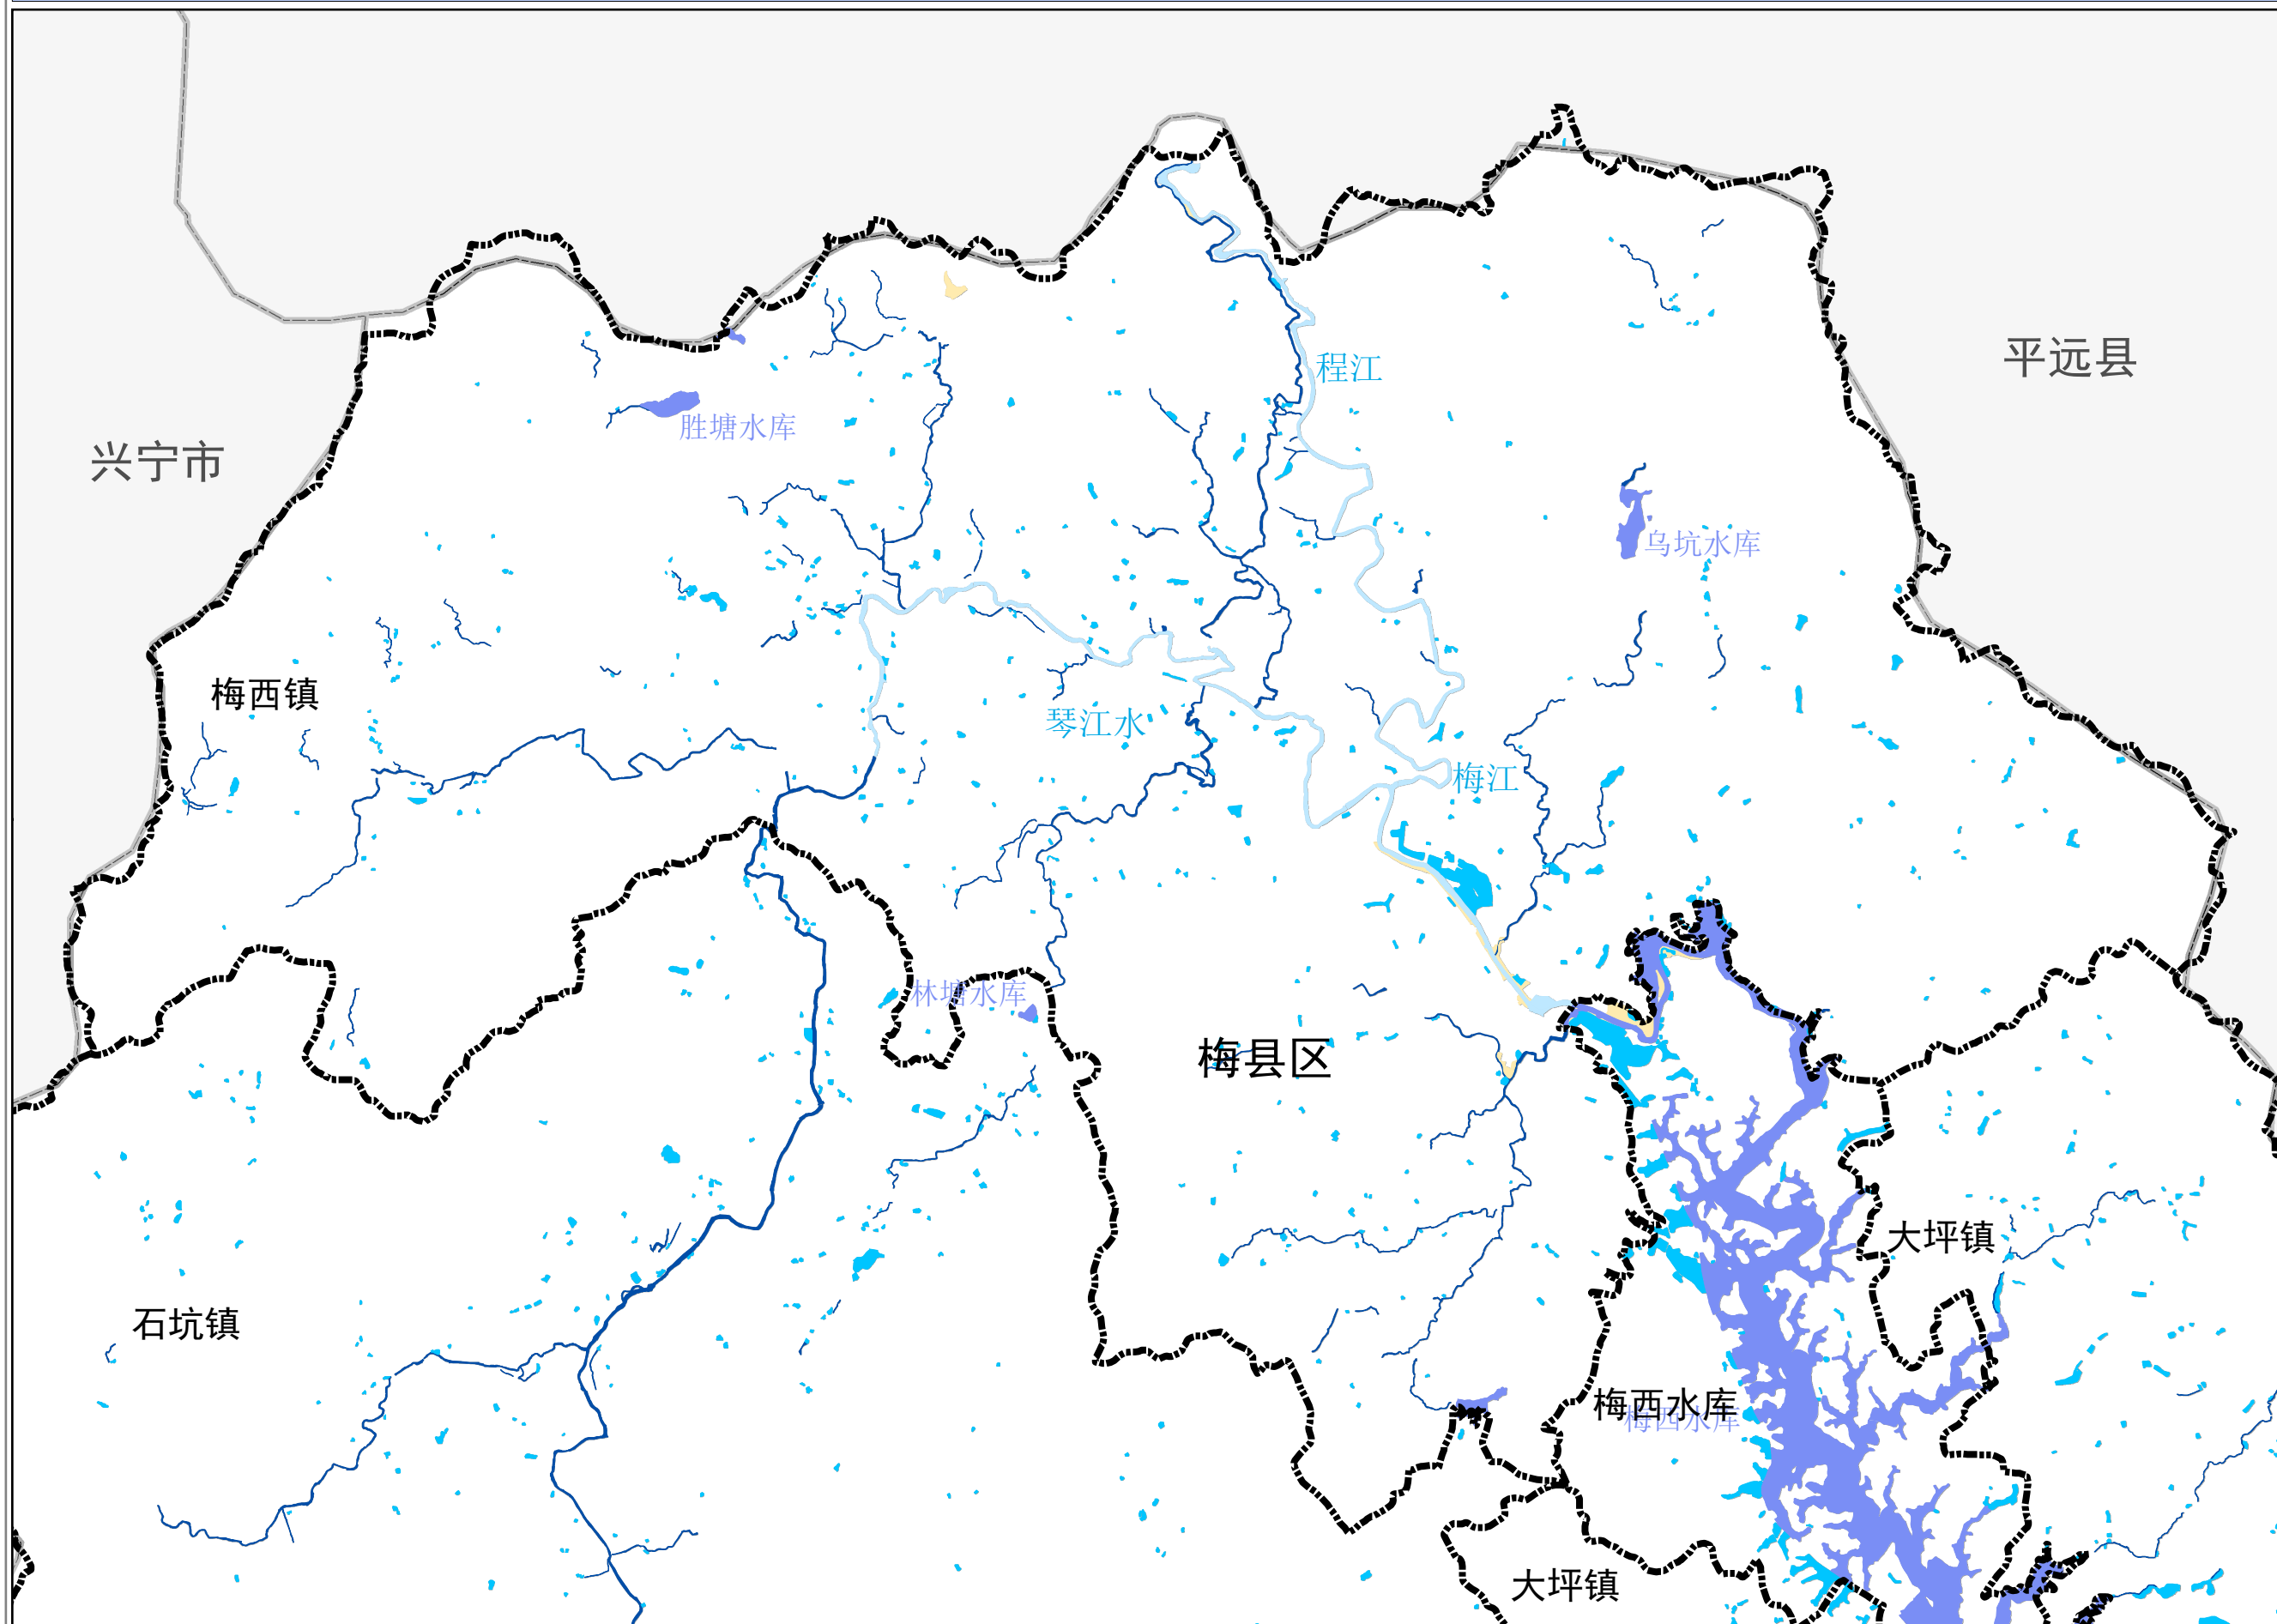 程江
平远县
胜塘水库
兴宁市
乌坑水库
梅西镇
琴江水
梅江
林塘水库
梅县区
大坪镇
石坑镇
梅西水库
梅西水库
大坪镇